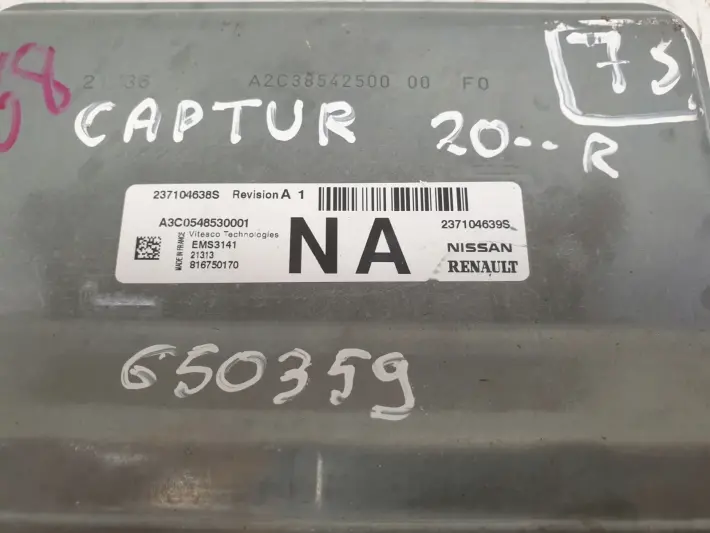 A2C38542500 00 F0
7S
CAPTUR 20--R
237104638S Revision A 1
A3C0548530001
237104639S
Vitesco Technologies
MADE IN FRANCE
EMS3141
21313
816750170
NA
NISSAN
RENAULT
650359